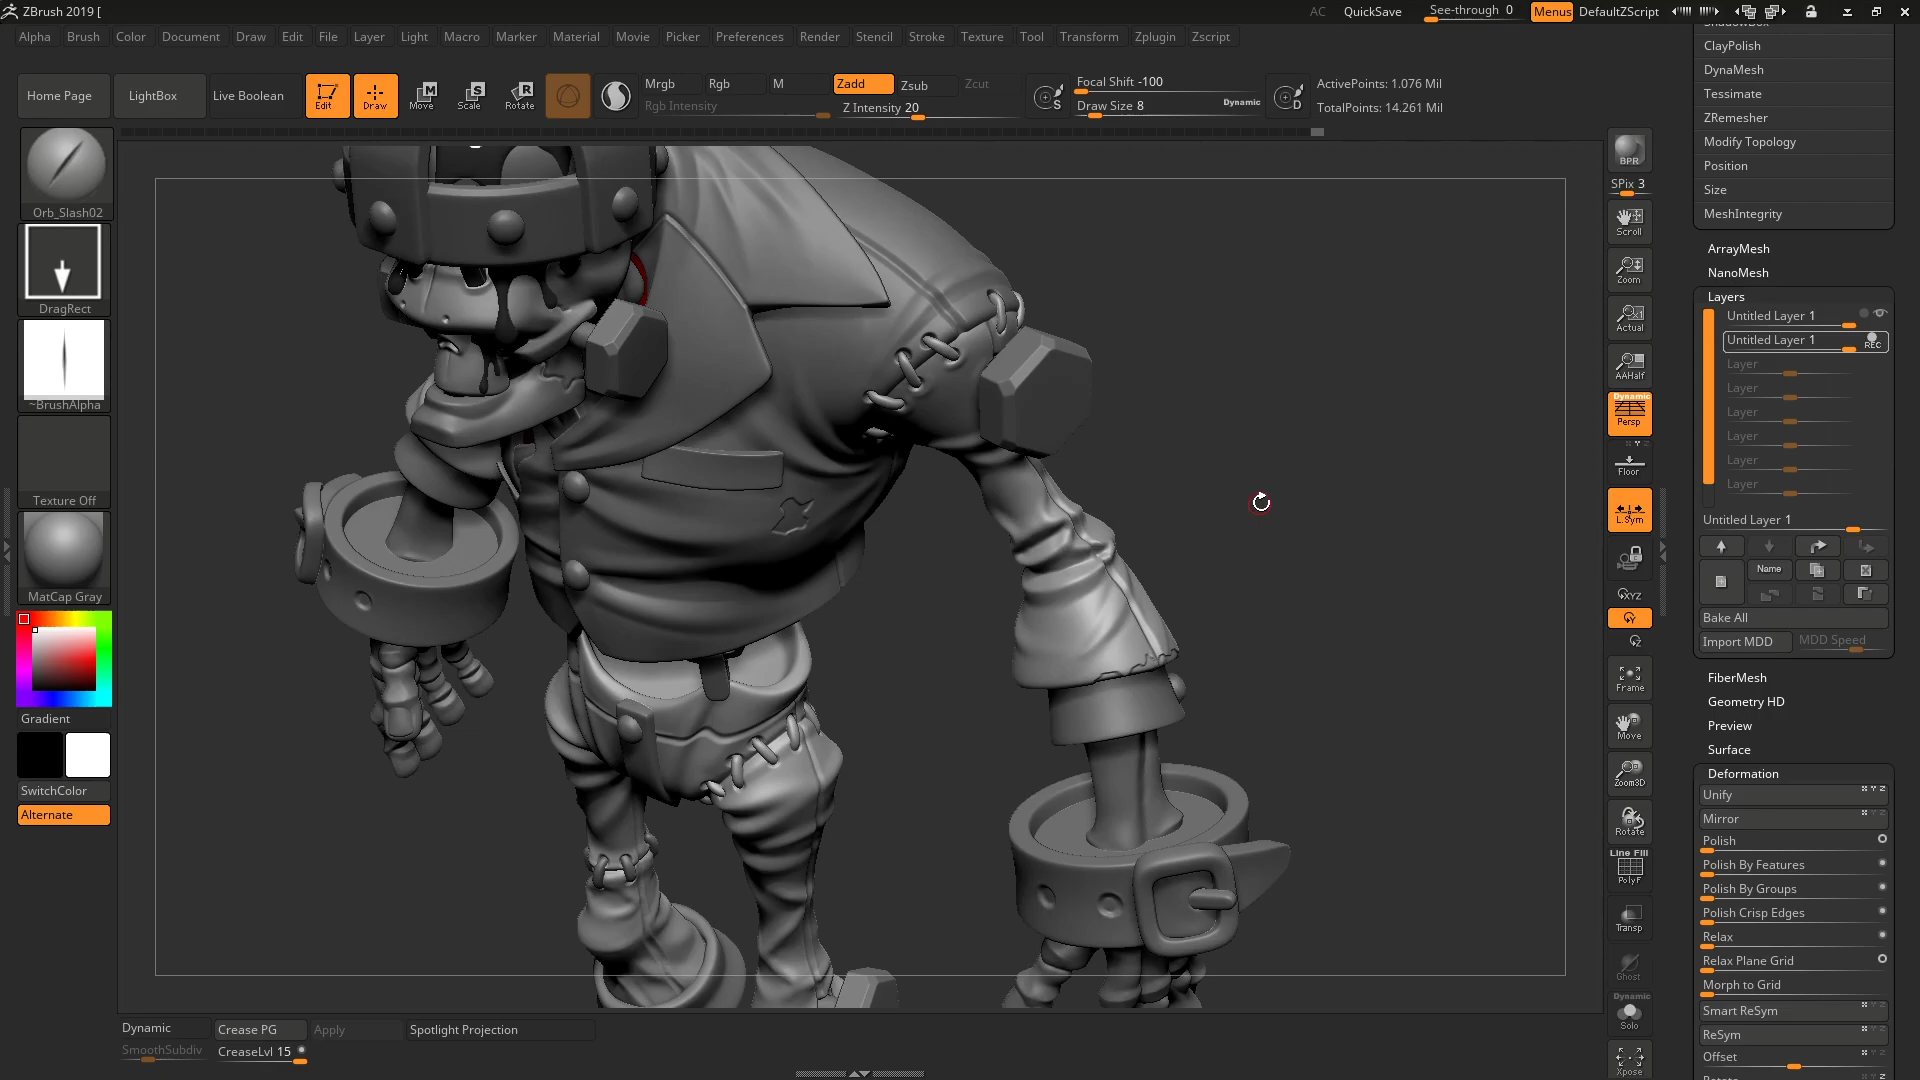 ZBrush 2019 [
AC QuickSave See-through 0 Menus DefaultZScript
Alpha Brush Color Document Draw Edit File Layer Light Macro Marker Material Movie Picker Preferences Render Stencil Stroke Texture Tool Transform Zplugin Zscript
Home Page LightBox Live Boolean Edit Draw Move Scale Rotate
M S R
Mrgb Rgb M Zadd Zsub Zcut
Rgb Intensity Z Intensity 20
S Focal Shift -100
Draw Size 8 Dynamic
D ActivePoints: 1.076 Mil
TotalPoints: 14.261 Mil
Orb_Slash02
DragRect
~BrushAlpha
Texture Off
MatCap Gray
Gradient
SwitchColor
Alternate
BPR
SPix 3
Scroll
Zoom
Actual
AAHalf
Dynamic
Persp
Floor
L.Sym
XYZ
Y
Z
Frame
Move
Zoom3D
Rotate
Line Fill
PolyF
Transp
Ghost
Dynamic
Solo
Xpose
ClayPolish
DynaMesh
Tessimate
ZRemesher
Modify Topology
Position
Size
MeshIntegrity
ArrayMesh
NanoMesh
Layers
Untitled Layer 1
Untitled Layer 1 REC
Layer
Layer
Layer
Layer
Layer
Layer
Untitled Layer 1
Name
Bake All
Import MDD MDD Speed
FiberMesh
Geometry HD
Preview
Surface
Deformation
Unify
Mirror
Polish
Polish By Features
Polish By Groups
Polish Crisp Edges
Relax
Relax Plane Grid
Morph to Grid
Smart ReSym
ReSym
Offset
Dynamic Crease PG Apply Spotlight Projection
SmoothSubdiv CreaseLvl 15